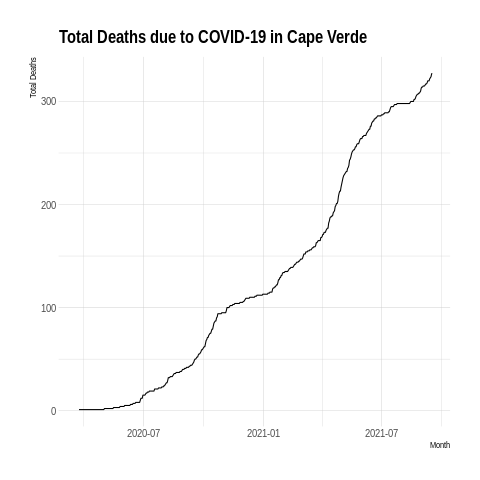 Total Deaths due to COVID-19 in Cape Verde
Total Deaths
300
200
100
0
2020-07 2021-01 2021-07
Month